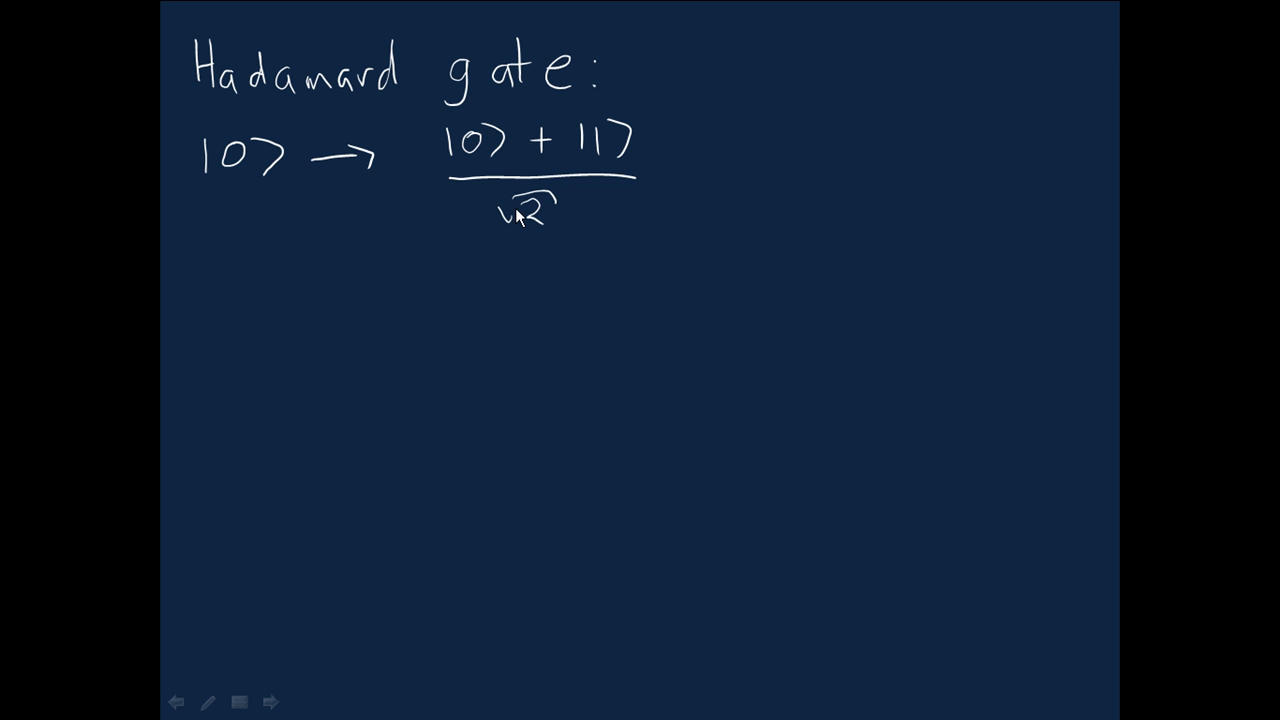 Hadamard gate:
|0⟩ → |0⟩ + |1⟩
√2